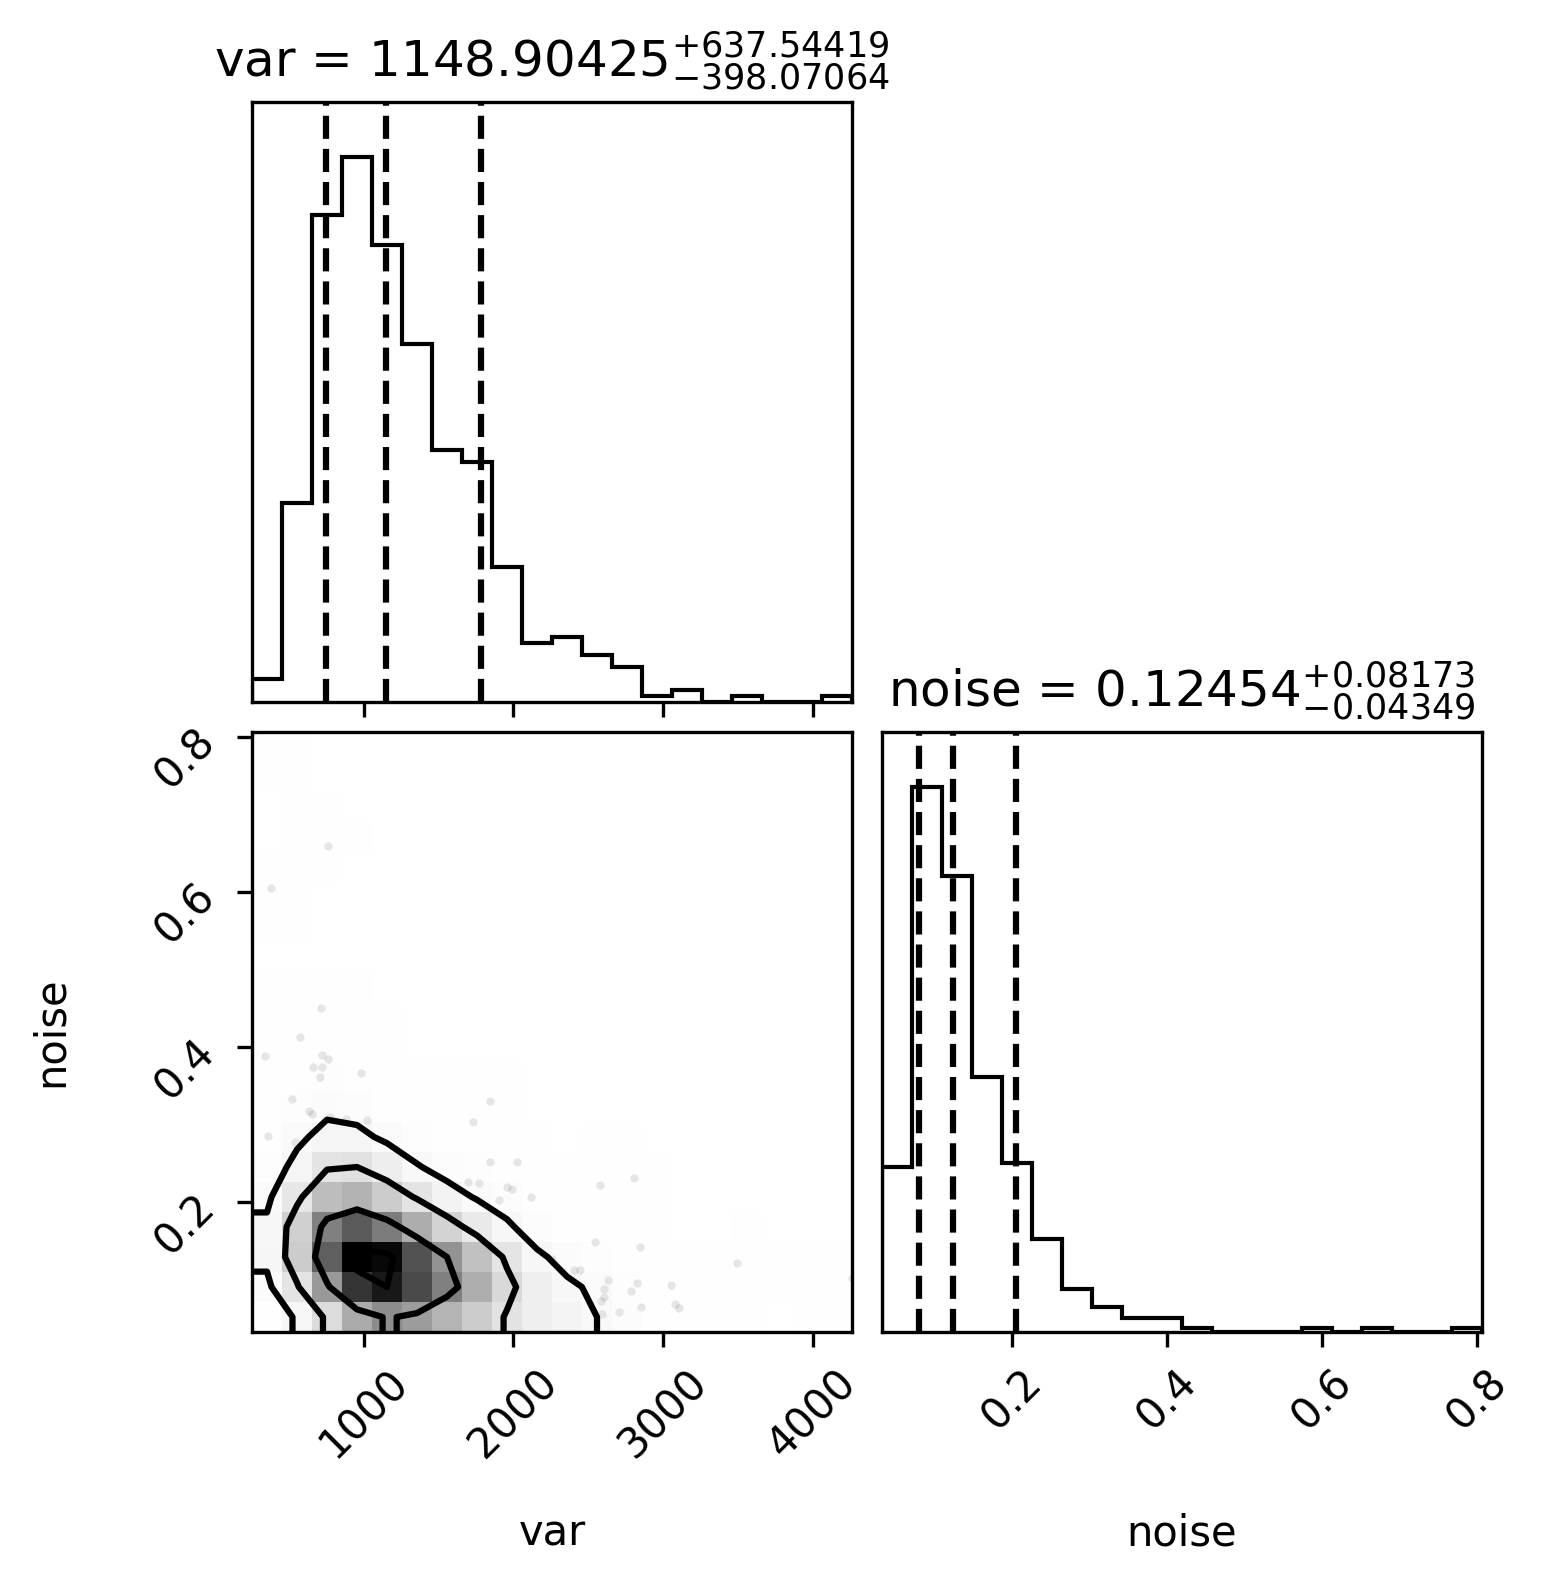 var = 1148.90425+637.54419 −398.07064
noise = 0.12454+0.08173 −0.04349
0.8
0.6
0.4
0.2
noise
1000 2000 3000 4000
0.2 0.4 0.6 0.8
var
noise